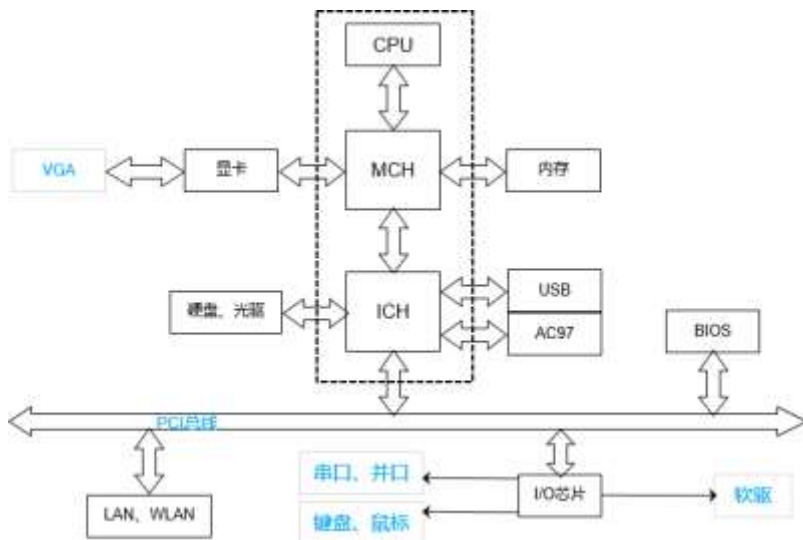 CPU
VGA
显卡
MCH
内存
硬盘、光驱
ICH
USB
AC97
BIOS
PCI总线
串口、并口
I/O芯片
软驱
LAN、WLAN
键盘、鼠标